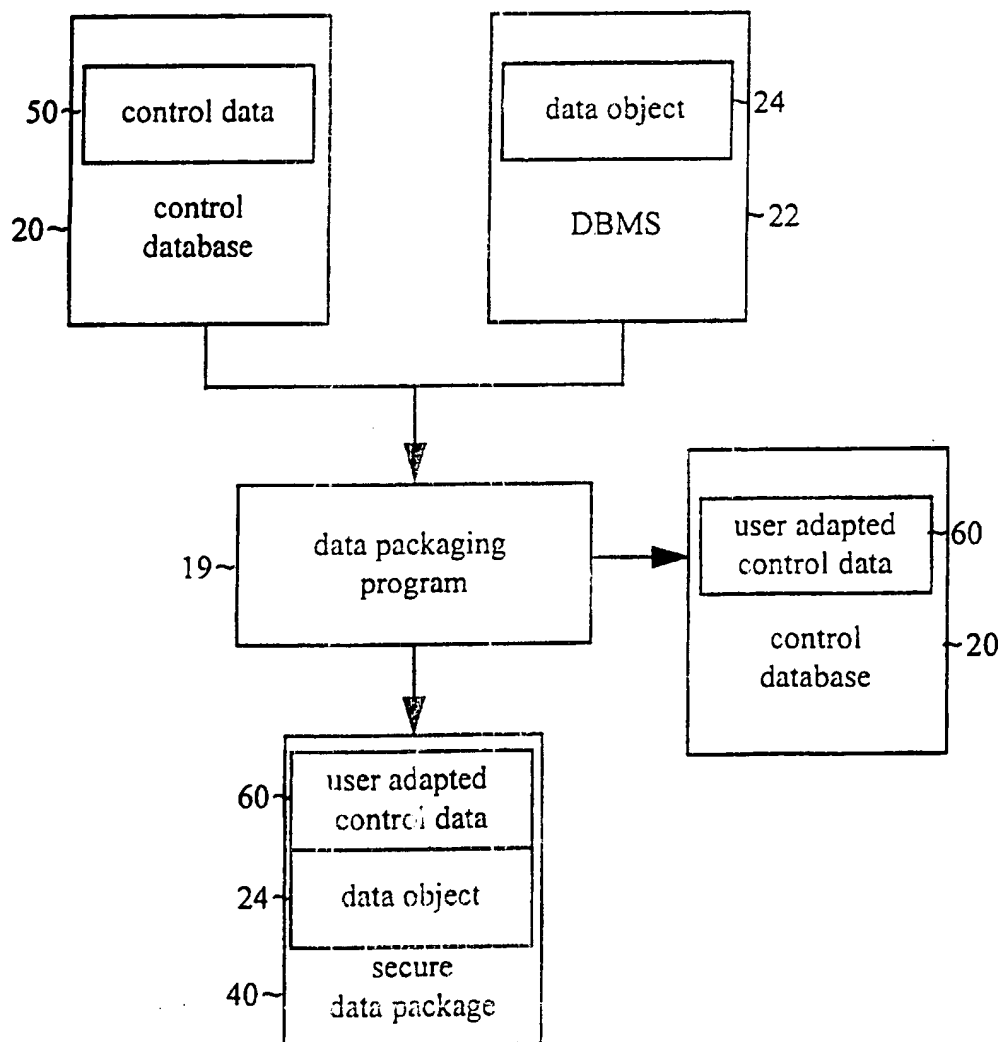 50
control data
20
control
database
data object
24
DBMS
22
19
data packaging
program
user adapted
control data
60
control
database
20
60
user adapted
control data
24
data object
40
secure
data package